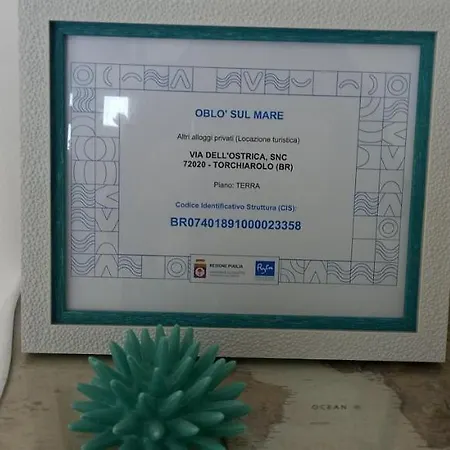 OBLO' SUL MARE
Altri alloggi privati (Locazione turistica)
VIA DELL'OSTRICA, SNC
72020 - TORCHIAROLO (BR)
Piano: TERRA
Codice Identificativo Struttura (CIS):
BR07401891000023358
REGIONE PUGLIA
OCEAN